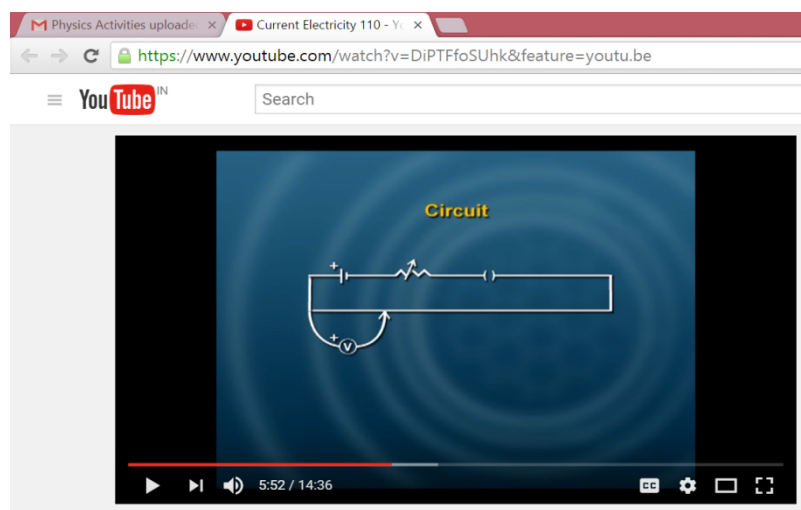 Physics Activities uploade
Current Electricity 110 - Yo
https://www.youtube.com/watch?v=DiPTFfoSUhk&feature=youtu.be
YouTube IN
Search
Circuit
+
+
V
5:52 / 14:36
CC